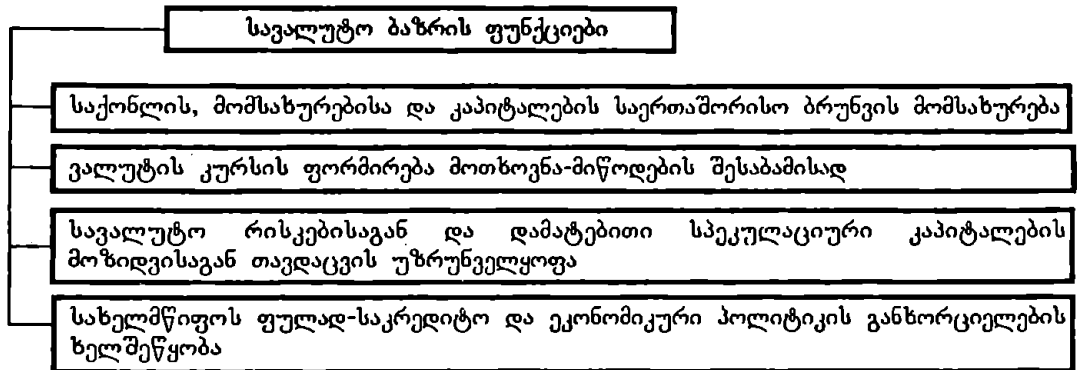 სავალუტო ბაზრის ფუნქციები
საქონლის, მომსახურებისა და კაპიტალების საერთაშორისო ბრუნვის მომსახურება
ვალუტის კურსის ფორმირება მოთხოვნა-მიწოდების შესაბამისად
სავალუტო რისკებისაგან და დამატებითი სპეკულაციური კაპიტალების
მოზიდვისაგან თავდაცვის უზრუნველყოფა
სახელმწიფოს ფულად-საკრედიტო და ეკონომიკური პოლიტიკის განხორციელების
ხელშეწყობა